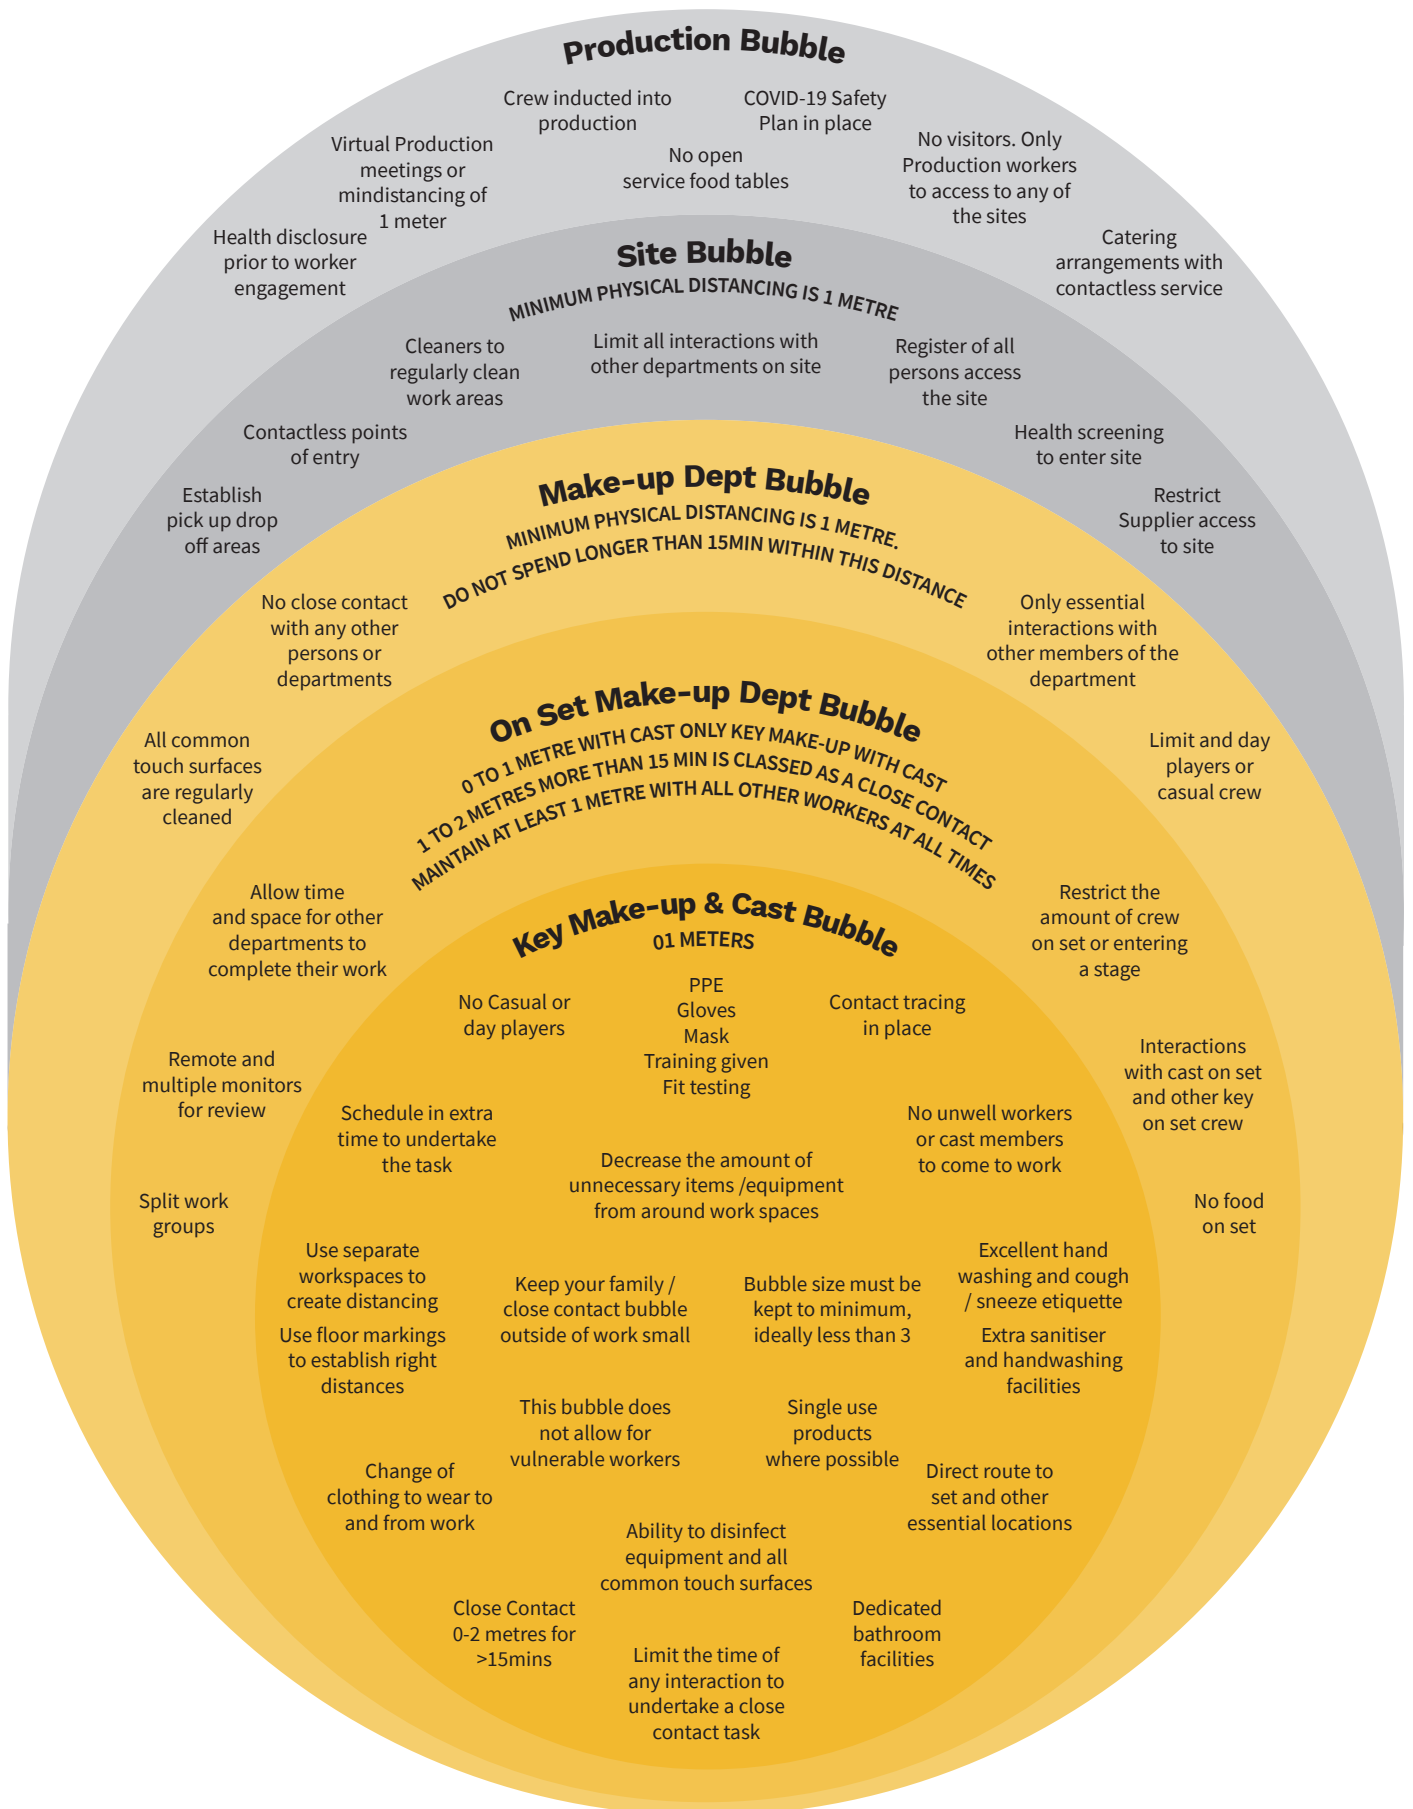 Production Bubble
Crew inducted into
production
COVID-19 Safety
Plan in place
Virtual Production
meetings or
mindistancing of
1 meter
No open
service food tables
No visitors. Only
Production workers
to access to any of
the sites
Health disclosure
prior to worker
engagement
Catering
arrangements with
contactless service
Site Bubble
MINIMUM PHYSICAL DISTANCING IS 1 METRE
Cleaners to
regularly clean
work areas
Limit all interactions with
other departments on site
Register of all
persons access
the site
Contactless points
of entry
Health screening
to enter site
Establish
pick up drop
off areas
Restrict
Supplier access
to site
Make-up Dept Bubble
MINIMUM PHYSICAL DISTANCING IS 1 METRE.
DO NOT SPEND LONGER THAN 15MIN WITHIN THIS DISTANCE
No close contact
with any other
persons or
departments
Only essential
interactions with
other members of the
department
All common
touch surfaces
are regularly
cleaned
Limit and day
players or
casual crew
On Set Make-up Dept Bubble
0 TO 1 METRE WITH CAST ONLY KEY MAKE-UP WITH CAST
1 TO 2 METRES MORE THAN 15 MIN IS CLASSED AS A CLOSE CONTACT
MAINTAIN AT LEAST 1 METRE WITH ALL OTHER WORKERS AT ALL TIMES
Allow time
and space for other
departments to
complete their work
Restrict the
amount of crew
on set or entering
a stage
Remote and
multiple monitors
for review
Interactions
with cast on set
and other key
on set crew
Split work
groups
No food
on set
Key Make-up & Cast Bubble
01 METERS
No Casual or
day players
PPE
Gloves
Mask
Training given
Fit testing
Contact tracing
in place
Schedule in extra
time to undertake
the task
No unwell workers
or cast members
to come to work
Decrease the amount of
unnecessary items /equipment
from around work spaces
Use separate
workspaces to
create distancing
Keep your family /
close contact bubble
outside of work small
Bubble size must be
kept to minimum,
ideally less than 3
Excellent hand
washing and cough
/ sneeze etiquette
Use floor markings
to establish right
distances
Extra sanitiser
and handwashing
facilities
This bubble does
not allow for
vulnerable workers
Single use
products
where possible
Change of
clothing to wear to
and from work
Direct route to
set and other
essential locations
Ability to disinfect
equipment and all
common touch surfaces
Close Contact
0-2 metres for
>15mins
Dedicated
bathroom
facilities
Limit the time of
any interaction to
undertake a close
contact task